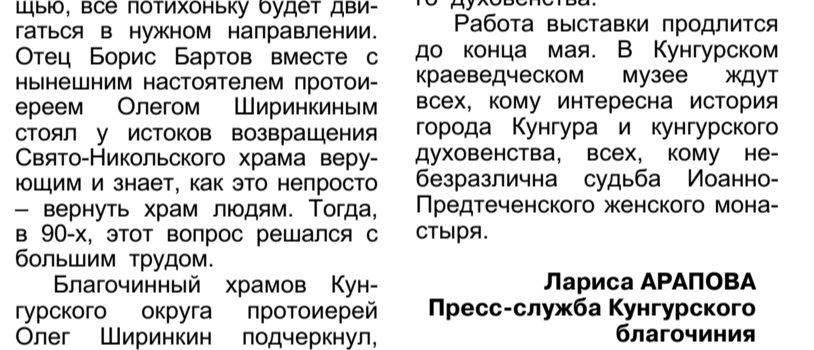 щью, все потихоньку будет дви-
гаться в нужном направлении.
Отец Борис Бартов вместе с
нынешним настоятелем протои-
ереем Олегом Ширинкиным
стоял у истоков возвращения
Свято-Никольского храма веру-
ющим и знает, как это непросто
– вернуть храм людям. Тогда,
в 90-х, этот вопрос решался с
большим трудом.
Благочинный храмов Кун-
гурского округа протоиерей
Олег Ширинкин подчеркнул,
го духовенства.
Работа выставки продлится
до конца мая. В Кунгурском
краеведческом музее ждут
всех, кому интересна история
города Кунгура и кунгурского
духовенства, всех, кому не-
безразлична судьба Иоанно-
Предтеченского женского мона-
стыря.
Лариса АРАПОВА
Пресс-служба Кунгурского
благочиния